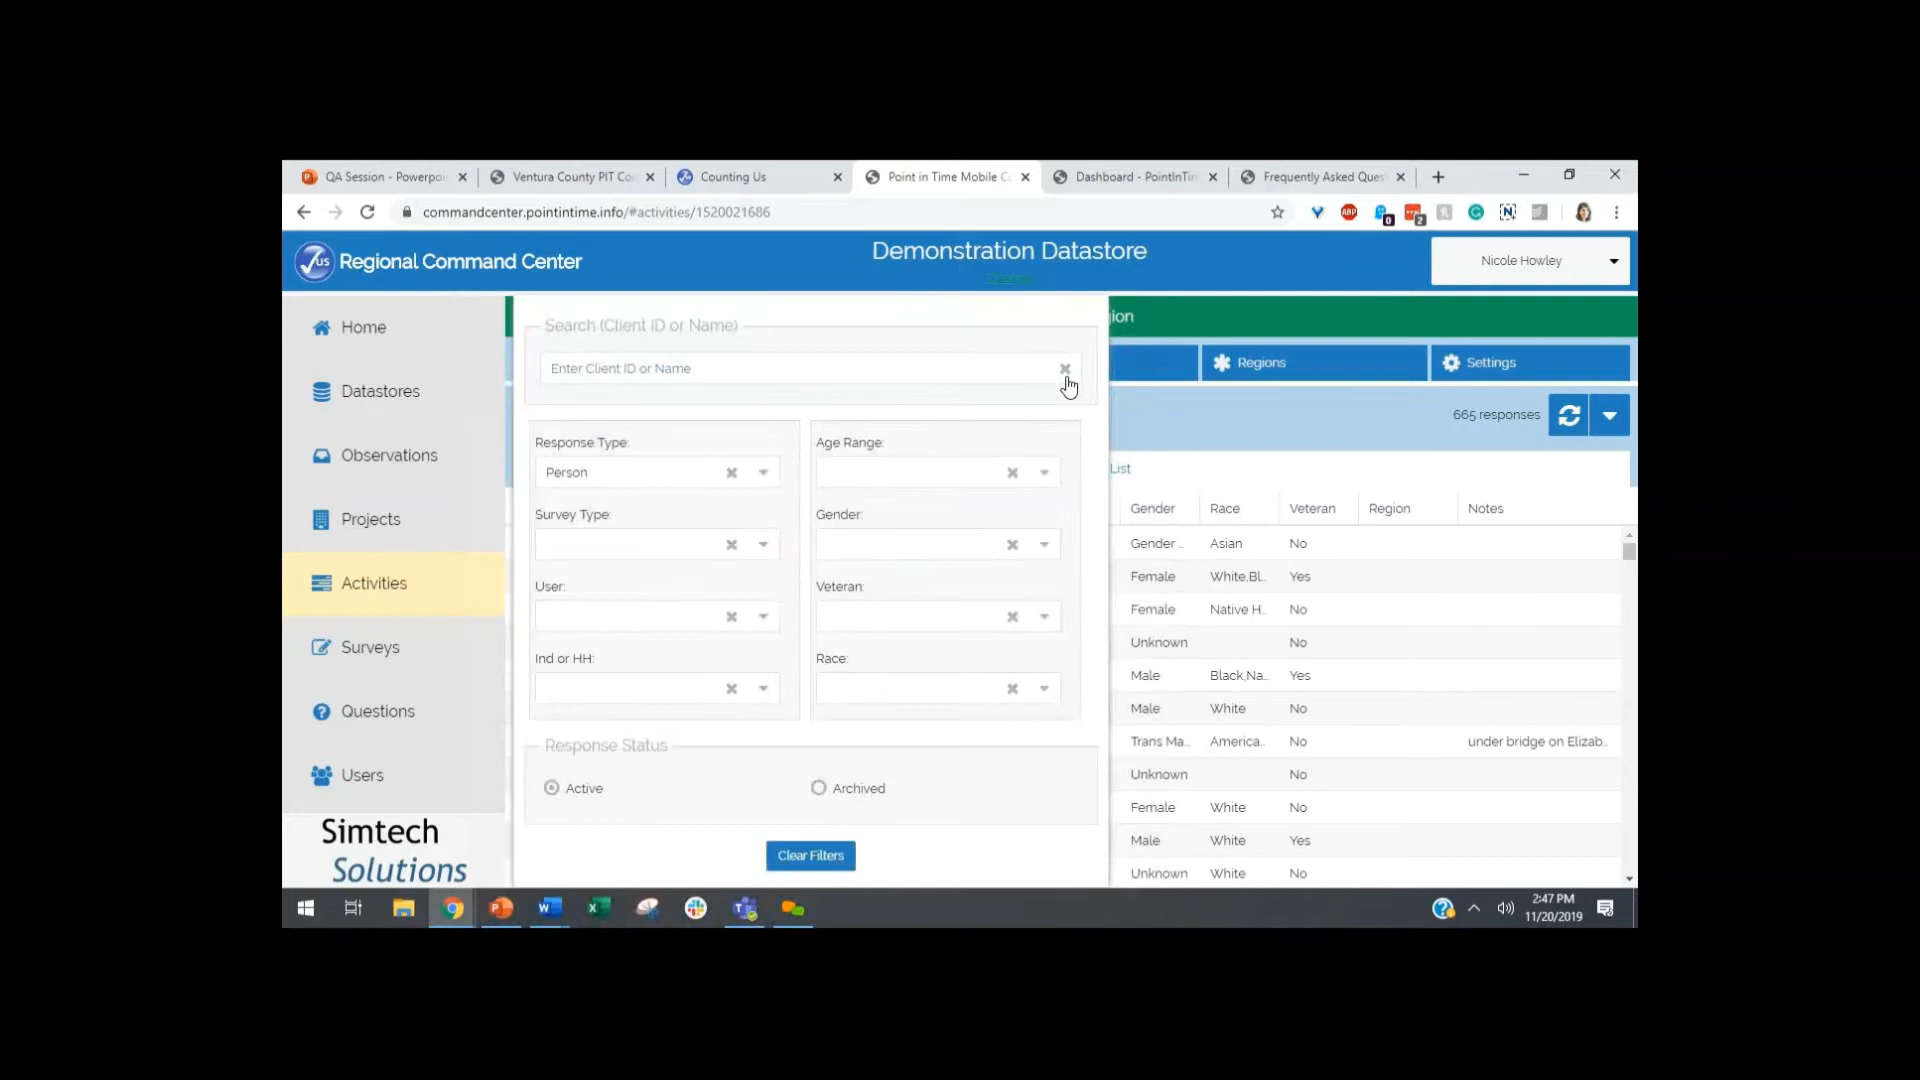 QA Session - Powerpoi
Ventura County PIT Co
Counting Us
Point in Time Mobile C
Dashboard - PointInTi
Frequently Asked Ques
commandcenter.pointintime.info/#activities/1520021686
ABP
0
2
N
us
Regional Command Center
Demonstration Datastore
Nicole Howley
Home
Datastores
Observations
Projects
Activities
Surveys
Questions
Users
Simtech
Solutions
Search (Client ID or Name)
Enter Client ID or Name
Response Type:
Person
Survey Type:
User:
Ind or HH:
Age Range:
Gender:
Veteran:
Race:
Response Status
Active
Archived
Clear Filters
gion
Regions
Settings
665 responses
List
Gender Race Veteran Region Notes
Gender ... Asian No
Female White,Bl... Yes
Female Native H... No
Unknown No
Male Black,Na... Yes
Male White No
Trans Ma... America... No under bridge on Elizab...
Unknown No
Female White No
Male White Yes
Unknown White No
2:47 PM
11/20/2019